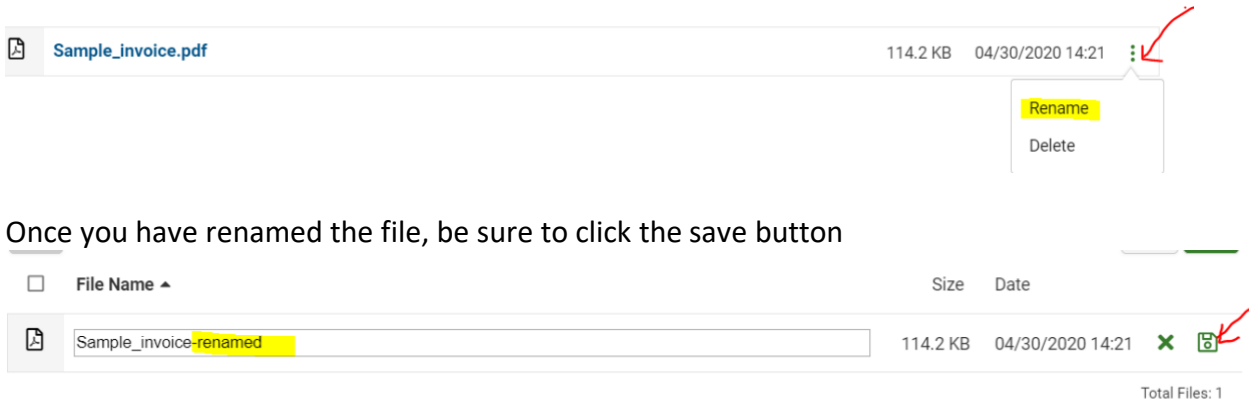 Sample_invoice.pdf 114.2 KB 04/30/2020 14:21
Rename
Delete
Once you have renamed the file, be sure to click the save button
File Name Size Date
Sample_invoice-renamed 114.2 KB 04/30/2020 14:21
Total Files: 1